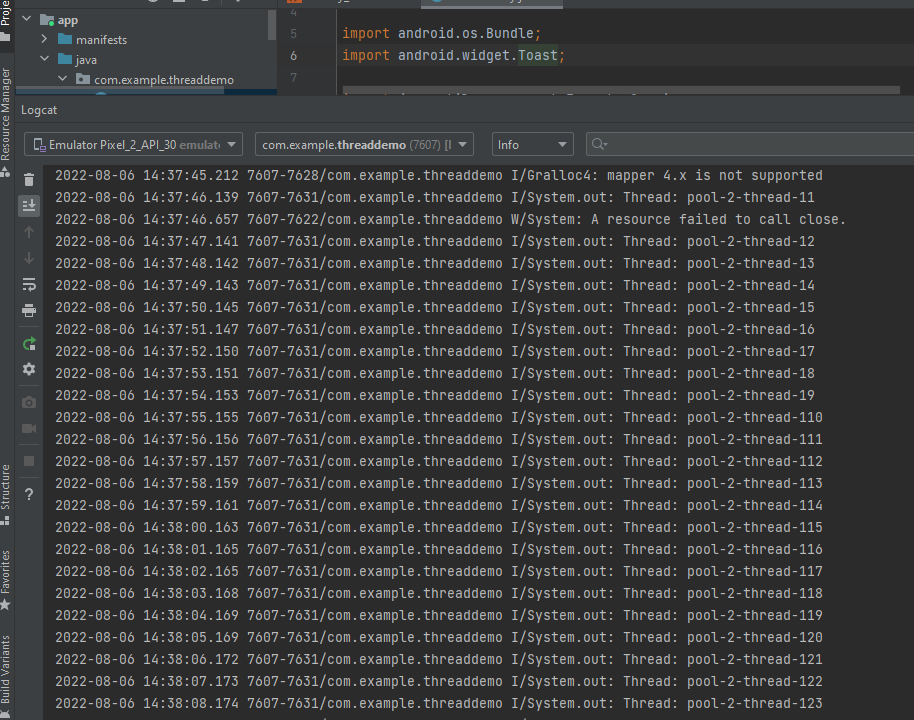 Proje
app
4
manifests
5 import android.os.Bundle;
java
6 import android.widget.Toast;
com.example.threaddemo
7
Resource Manager
Logcat
Emulator Pixel_2_API_30 emulat
com.example.threaddemo (7607) [
Info
2022-08-06 14:37:45.212 7607-7628/com.example.threaddemo I/Gralloc4: mapper 4.x is not supported
2022-08-06 14:37:46.139 7607-7631/com.example.threaddemo I/System.out: Thread: pool-2-thread-11
2022-08-06 14:37:46.657 7607-7622/com.example.threaddemo W/System: A resource failed to call close.
2022-08-06 14:37:47.141 7607-7631/com.example.threaddemo I/System.out: Thread: pool-2-thread-12
2022-08-06 14:37:48.142 7607-7631/com.example.threaddemo I/System.out: Thread: pool-2-thread-13
2022-08-06 14:37:49.143 7607-7631/com.example.threaddemo I/System.out: Thread: pool-2-thread-14
2022-08-06 14:37:50.145 7607-7631/com.example.threaddemo I/System.out: Thread: pool-2-thread-15
2022-08-06 14:37:51.147 7607-7631/com.example.threaddemo I/System.out: Thread: pool-2-thread-16
2022-08-06 14:37:52.150 7607-7631/com.example.threaddemo I/System.out: Thread: pool-2-thread-17
2022-08-06 14:37:53.151 7607-7631/com.example.threaddemo I/System.out: Thread: pool-2-thread-18
2022-08-06 14:37:54.153 7607-7631/com.example.threaddemo I/System.out: Thread: pool-2-thread-19
2022-08-06 14:37:55.155 7607-7631/com.example.threaddemo I/System.out: Thread: pool-2-thread-110
2022-08-06 14:37:56.156 7607-7631/com.example.threaddemo I/System.out: Thread: pool-2-thread-111
2022-08-06 14:37:57.157 7607-7631/com.example.threaddemo I/System.out: Thread: pool-2-thread-112
2022-08-06 14:37:58.159 7607-7631/com.example.threaddemo I/System.out: Thread: pool-2-thread-113
2022-08-06 14:37:59.161 7607-7631/com.example.threaddemo I/System.out: Thread: pool-2-thread-114
2022-08-06 14:38:00.163 7607-7631/com.example.threaddemo I/System.out: Thread: pool-2-thread-115
2022-08-06 14:38:01.165 7607-7631/com.example.threaddemo I/System.out: Thread: pool-2-thread-116
2022-08-06 14:38:02.165 7607-7631/com.example.threaddemo I/System.out: Thread: pool-2-thread-117
2022-08-06 14:38:03.168 7607-7631/com.example.threaddemo I/System.out: Thread: pool-2-thread-118
2022-08-06 14:38:04.169 7607-7631/com.example.threaddemo I/System.out: Thread: pool-2-thread-119
2022-08-06 14:38:05.169 7607-7631/com.example.threaddemo I/System.out: Thread: pool-2-thread-120
2022-08-06 14:38:06.172 7607-7631/com.example.threaddemo I/System.out: Thread: pool-2-thread-121
2022-08-06 14:38:07.173 7607-7631/com.example.threaddemo I/System.out: Thread: pool-2-thread-122
2022-08-06 14:38:08.174 7607-7631/com.example.threaddemo I/System.out: Thread: pool-2-thread-123
Structure
Favorites
Build Variants